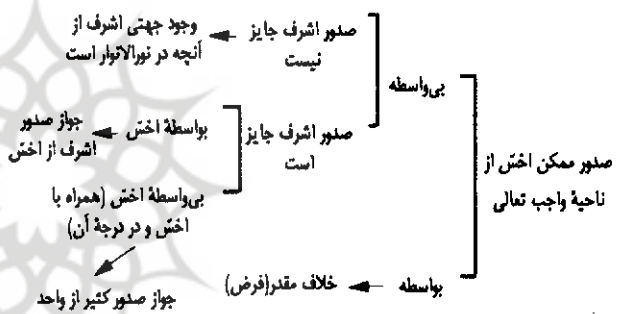 صدور ممکن اخسّ از
ناحیهٔ واجب تعالی
بی‌واسطه
صدور اشرف جایز
نیست
وجود جهتی اشرف از
آنچه در نورالانوار است
صدور اشرف جایز
است
بواسطهٔ اخسّ
جواز صدور
اشرف از اخسّ
بی‌واسطهٔ اخسّ (همراه با
اخسّ و در درجهٔ آن)
جواز صدور کثیر از واحد
بواسطه
خلاف مقدر(فرض)